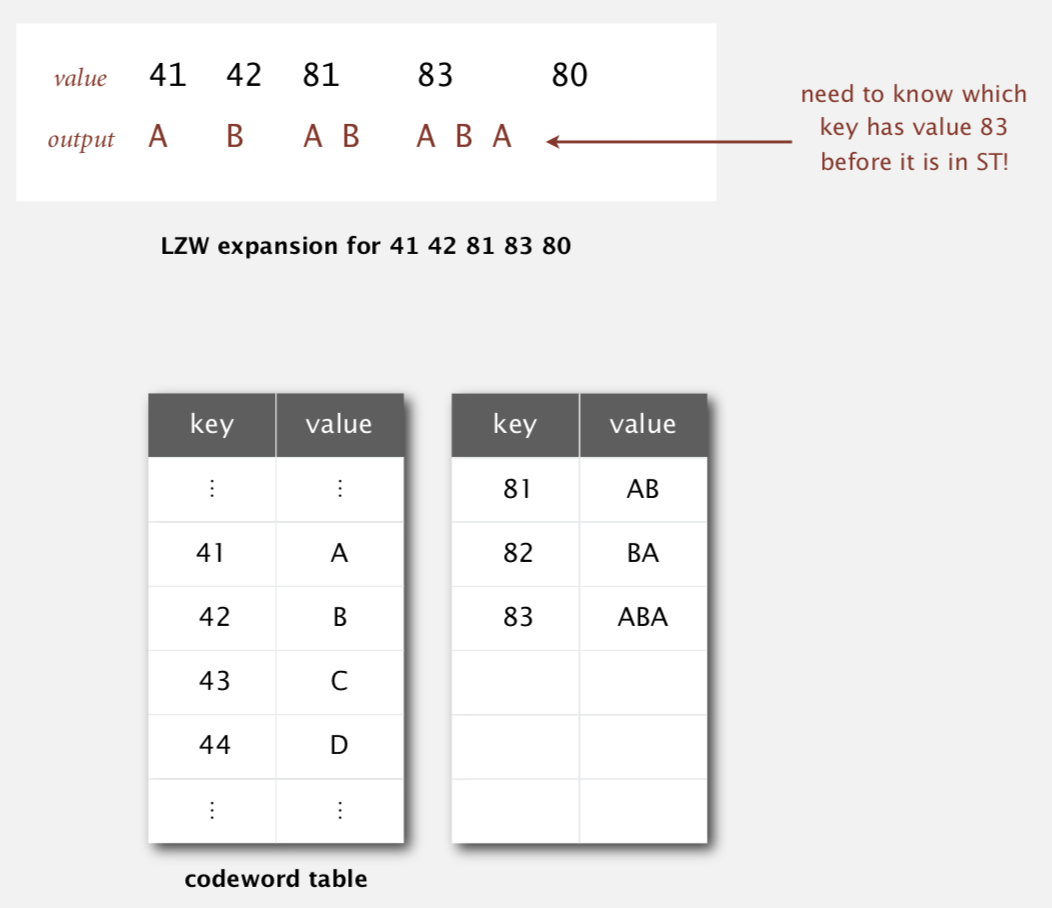 value 41 42 81 83 80
output A B A B A B A
need to know which
key has value 83
before it is in ST!
LZW expansion for 41 42 81 83 80
key value
⋮ ⋮
41 A
42 B
43 C
44 D
⋮ ⋮
codeword table
key value
81 AB
82 BA
83 ABA